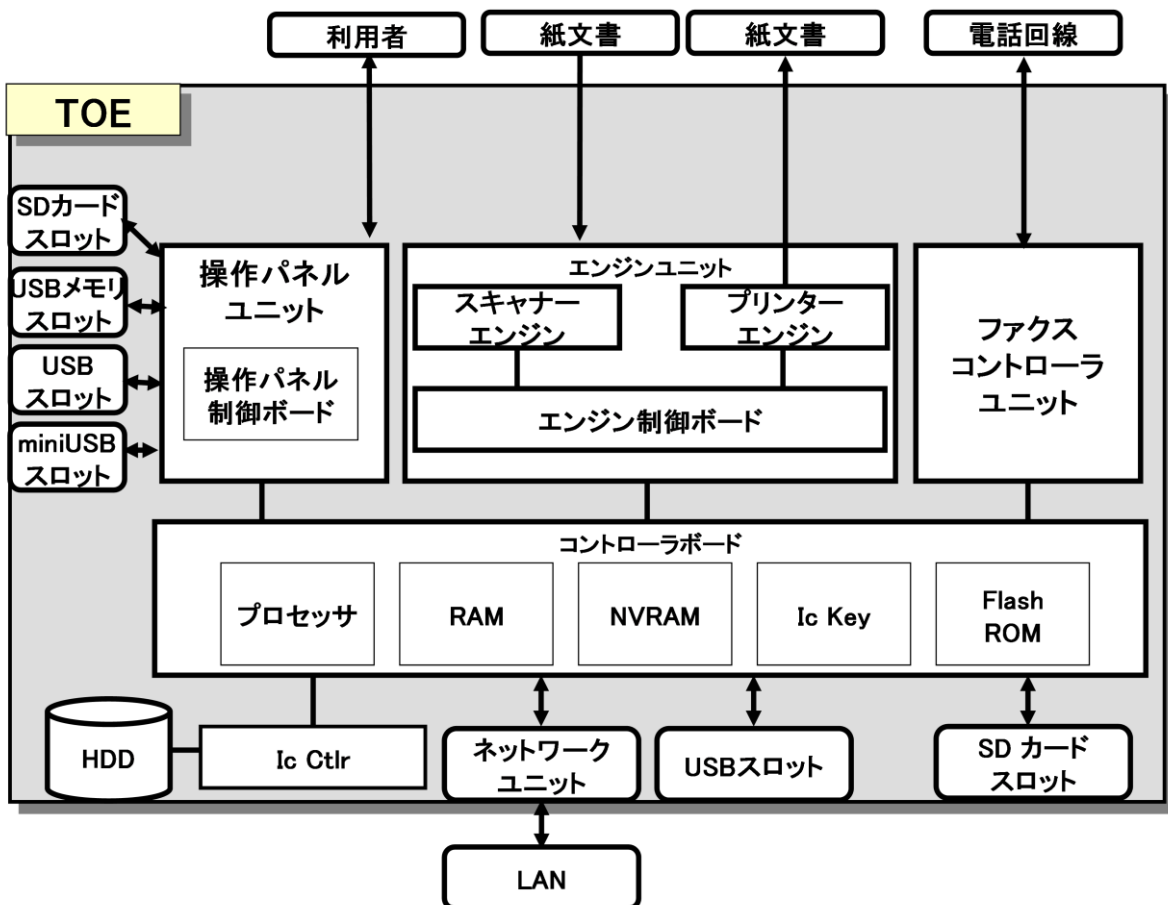 利用者
紙文書
紙文書
電話回線
TOE
SDカード
スロット
USBメモリ
スロット
USB
スロット
miniUSB
スロット
操作パネル
ユニット
操作パネル
制御ボード
エンジンユニット
スキャナー
エンジン
プリンター
エンジン
エンジン制御ボード
ファクス
コントローラ
ユニット
コントローラボード
プロセッサ
RAM
NVRAM
Ic Key
Flash
ROM
HDD
Ic Ctlr
ネットワーク
ユニット
USBスロット
SD カード
スロット
LAN